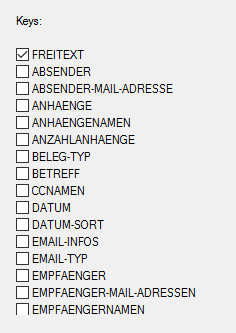 Keys:
FREITEXT
ABSENDER
ABSENDER-MAIL-ADRESSE
ANHAENGE
ANHAENGENAMEN
ANZAHLANHAENGE
BELEG-TYP
BETREFF
CCNAMEN
DATUM
DATUM-SORT
EMAIL-INFOS
EMAIL-TYP
EMPFAENGER
EMPFAENGER-MAIL-ADRESSEN
EMPFAENGERNAMEN